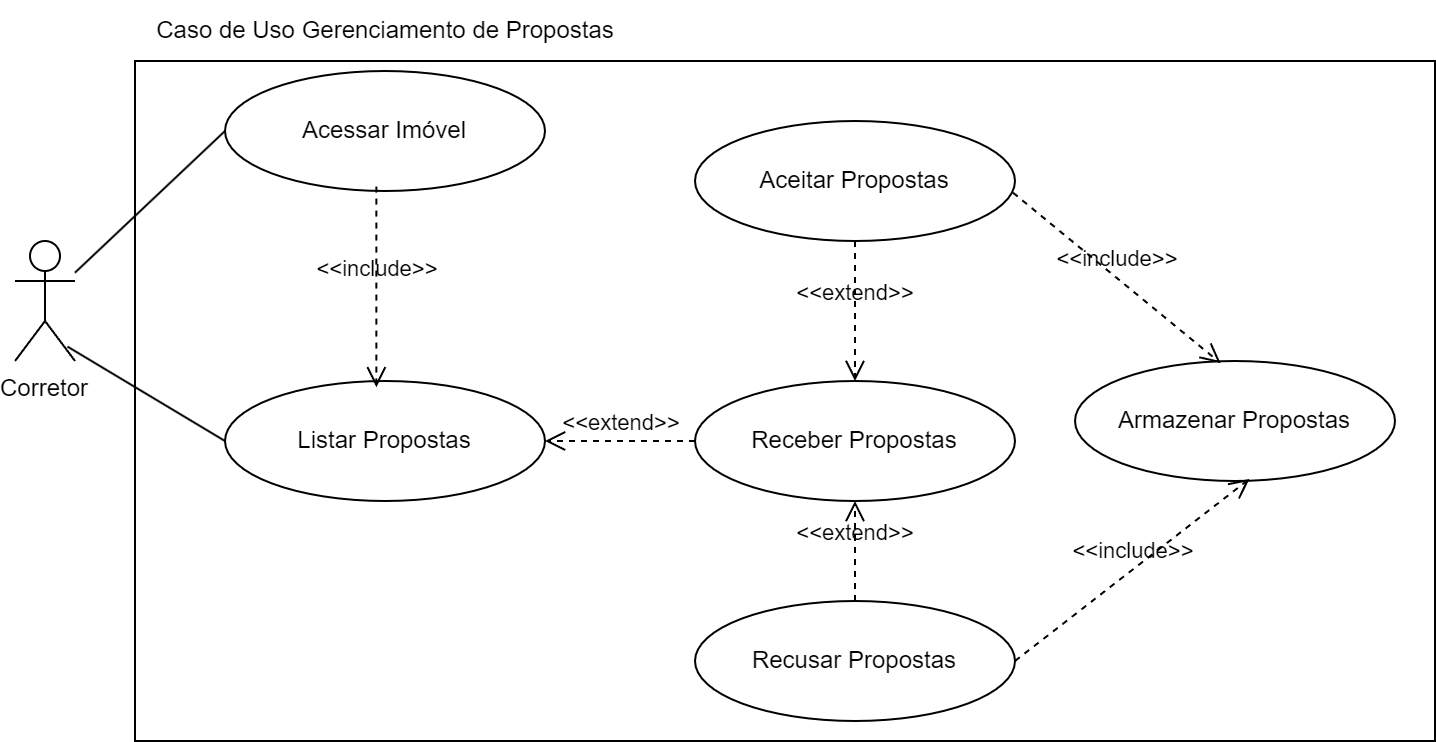 Caso de Uso Gerenciamento de Propostas
Acessar Imóvel
Aceitar Propostas
<<include>>
<<include>>
<<extend>>
Corretor
Listar Propostas
<<extend>>
Receber Propostas
Armazenar Propostas
<<extend>>
<<include>>
Recusar Propostas